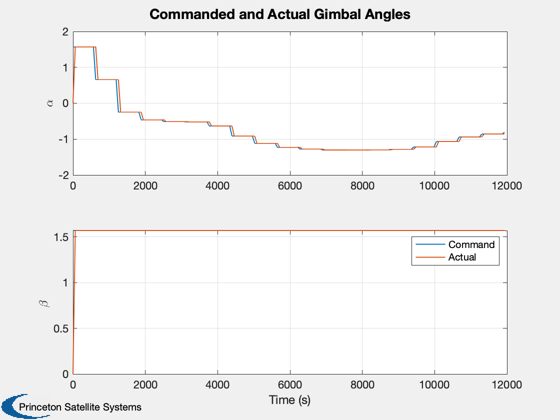 Commanded and Actual Gimbal Angles
2
1
0
-1
-2
α
0 2000 4000 6000 8000 10000 12000
1.5
1
0.5
0
β
Command
Actual
0 2000 4000 6000 8000 10000 12000
Time (s)
Princeton Satellite Systems